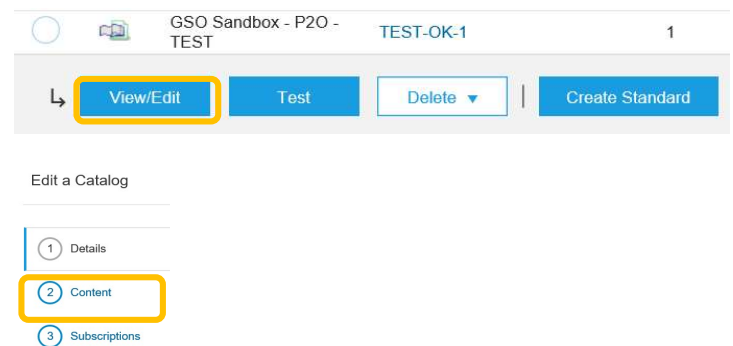 GSO Sandbox - P2O -
TEST
TEST-OK-1
1
View/Edit
Test
Delete
Create Standard
Edit a Catalog
1 Details
2 Content
3 Subscriptions